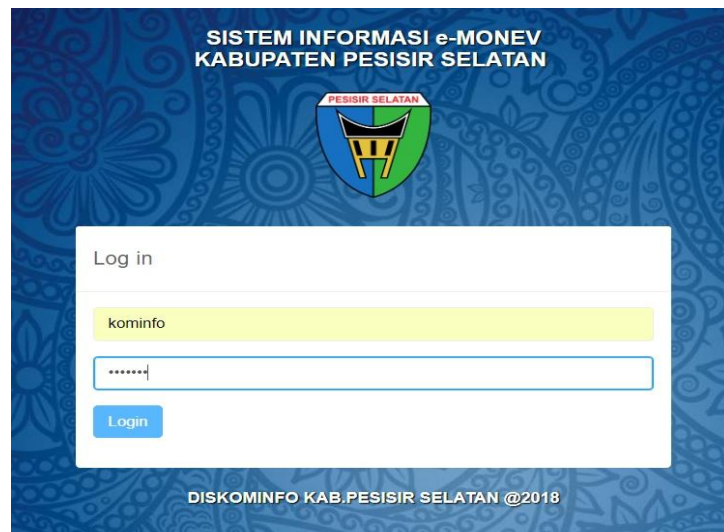 SISTEM INFORMASI e-MONEV
KABUPATEN PESISIR SELATAN
PESISIR SELATAN
Log in
kominfo
•••••••
Login
DISKOMINFO KAB.PESISIR SELATAN @2018